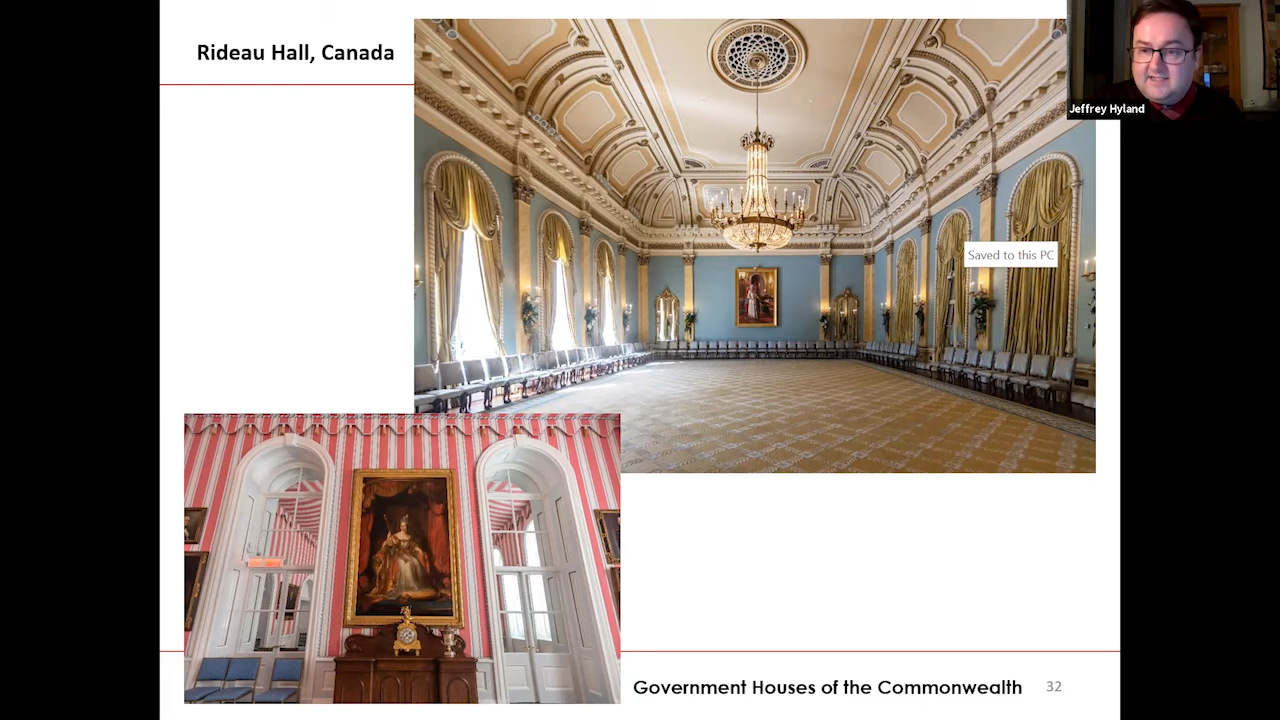 Rideau Hall, Canada
Jeffrey Hyland
Saved to this PC
Government Houses of the Commonwealth 32